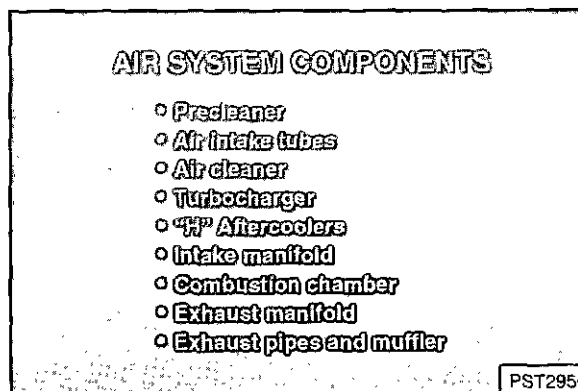 AIR SYSTEM COMPONENTS
o Precleaner
o Air intake tubes
o Air cleaner
o Turbocharger
o "H" Aftercoolers
o Intake manifold
o Combustion chamber
o Exhaust manifold
o Exhaust pipes and muffler
PST295